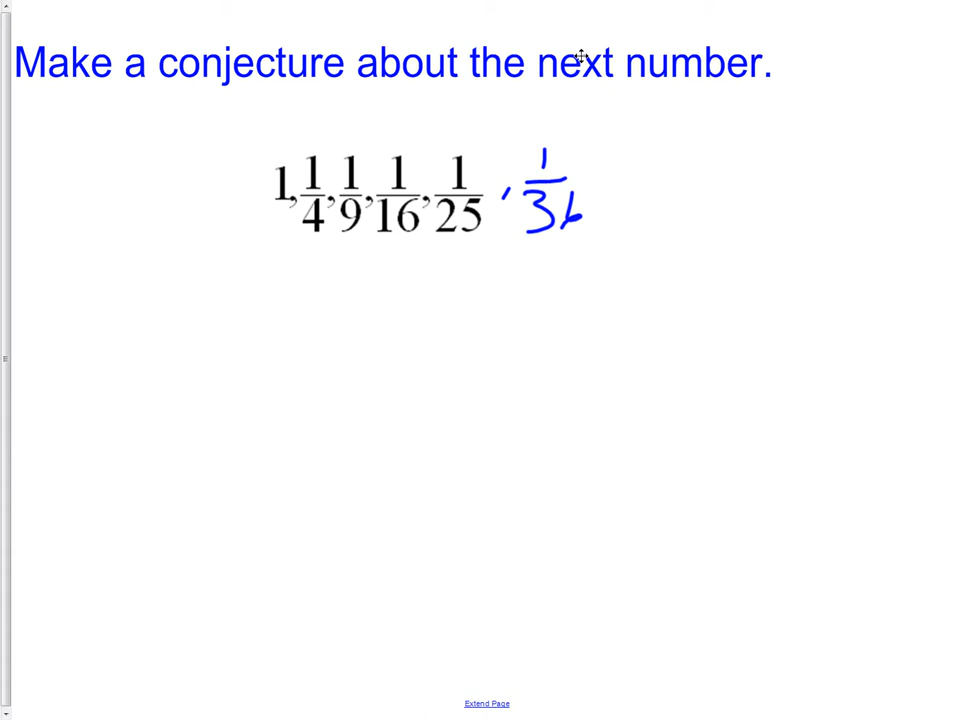 Make a conjecture about the next number.
1, 1/4, 1/9, 1/16, 1/25, 1/36
Extend Page